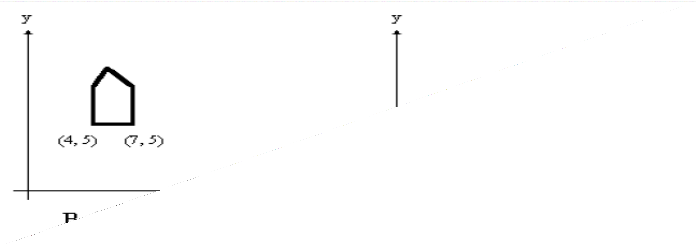 y y
(4, 5) (7, 5)